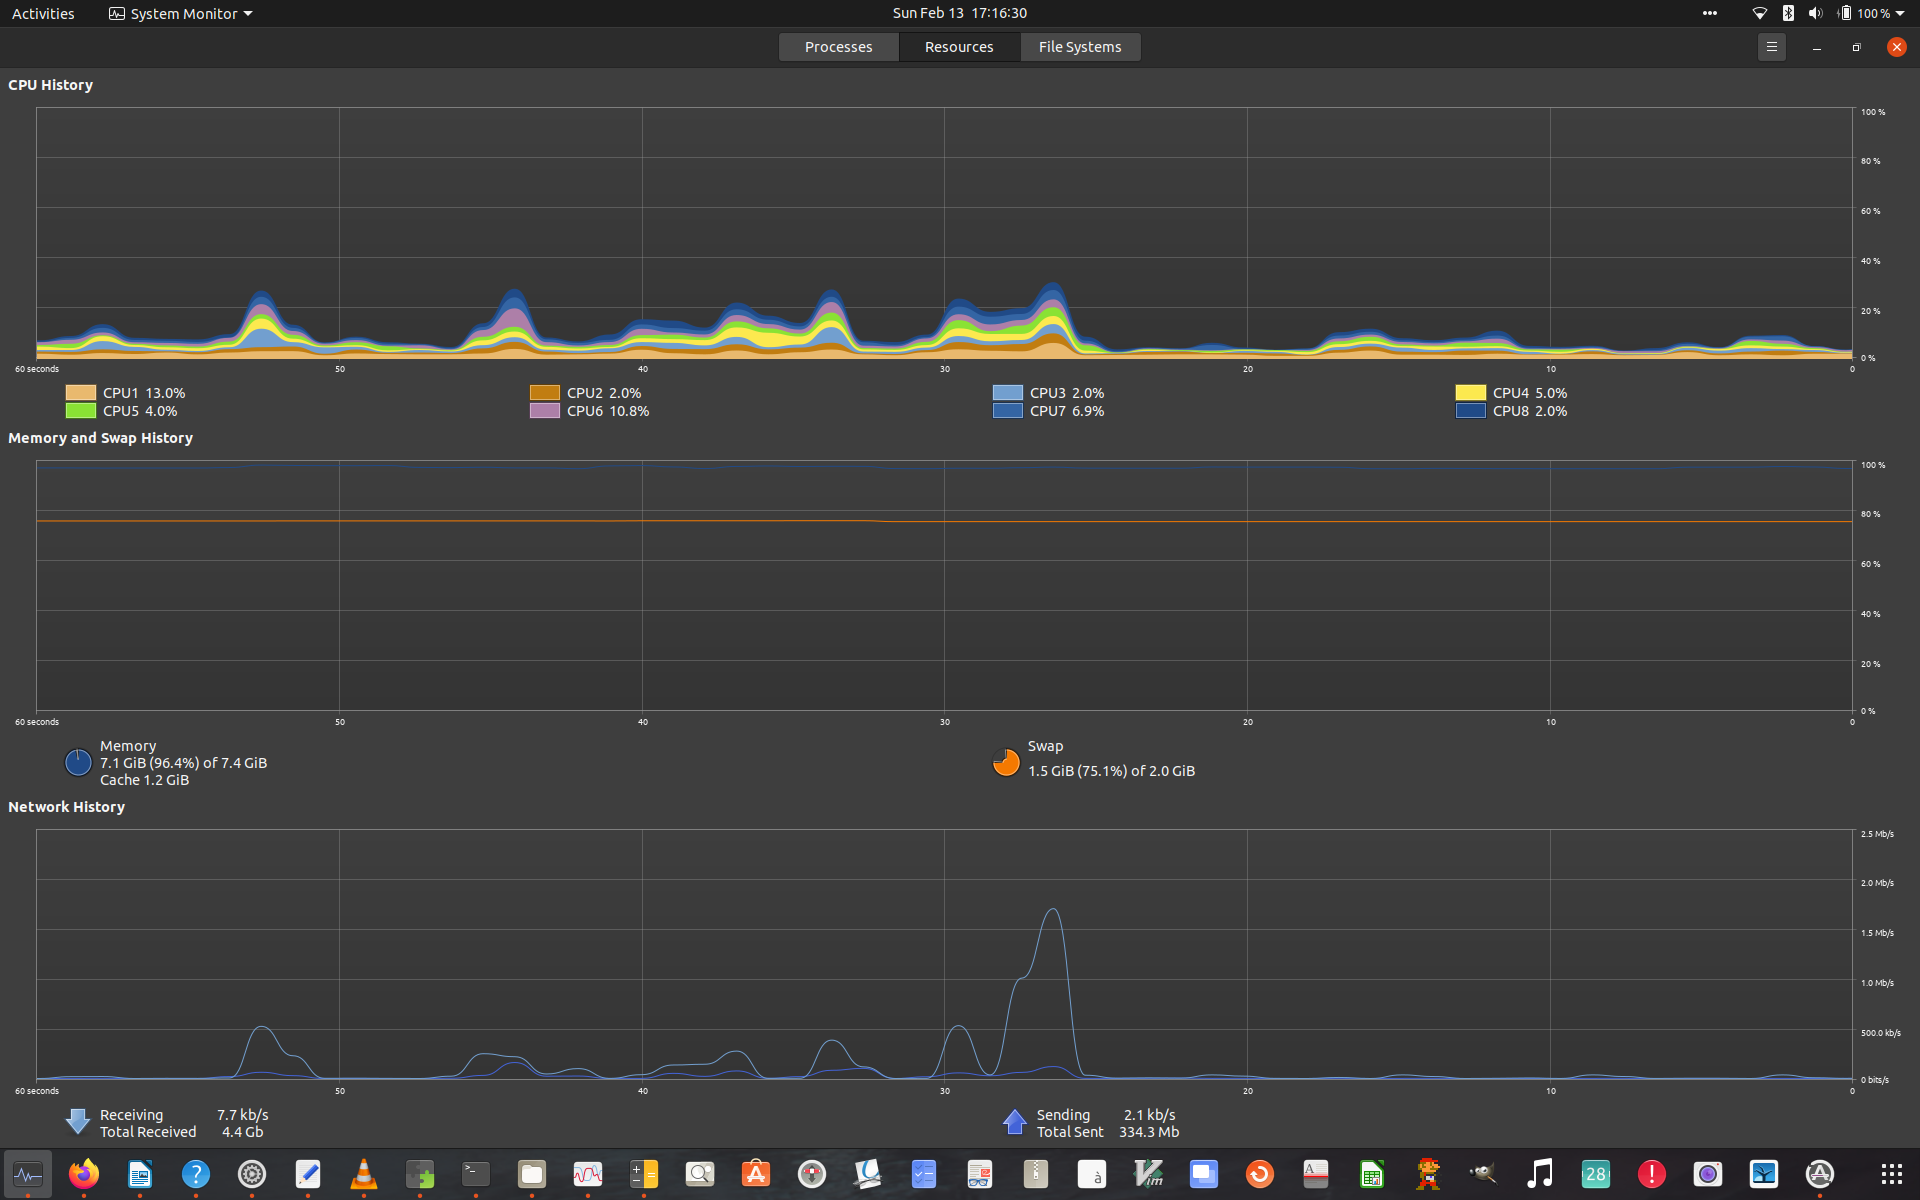 Activities System Monitor Sun Feb 13 17:16:30 100 %
Processes Resources File Systems
CPU History
100 %
80 %
60 %
40 %
20 %
0 %
60 seconds 50 40 30 20 10 0
CPU1 13.0% CPU2 2.0% CPU3 2.0% CPU4 5.0%
CPU5 4.0% CPU6 10.8% CPU7 6.9% CPU8 2.0%
Memory and Swap History
100 %
80 %
60 %
40 %
20 %
0 %
60 seconds 50 40 30 20 10 0
Memory
7.1 GiB (96.4%) of 7.4 GiB
Cache 1.2 GiB
Swap
1.5 GiB (75.1%) of 2.0 GiB
Network History
2.5 Mb/s
2.0 Mb/s
1.5 Mb/s
1.0 Mb/s
500.0 kb/s
0 bits/s
60 seconds 50 40 30 20 10 0
Receiving 7.7 kb/s
Total Received 4.4 Gb
Sending 2.1 kb/s
Total Sent 334.3 Mb
? >_ A à Vim A 28 !